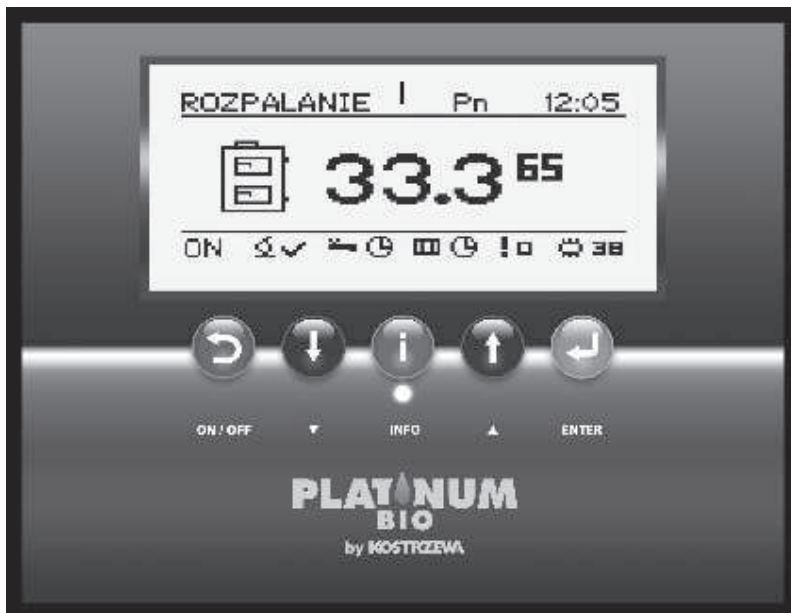 ROZPALANIE Pn 12:05
33.3 65
ON 38
i
ON / OFF ▼ INFO ▲ ENTER
PLATINUM
BIO
by KOSTRZEWA